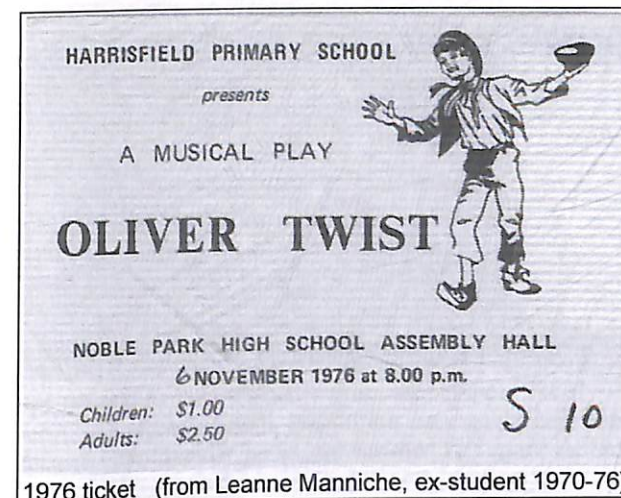 HARRISFIELD PRIMARY SCHOOL
presents
A MUSICAL PLAY
OLIVER TWIST
NOBLE PARK HIGH SCHOOL ASSEMBLY HALL
6 NOVEMBER 1976 at 8.00 p.m.
Children: $1.00
Adults: $2.50
S 10
1976 ticket (from Leanne Manniche, ex-student 1970-76)